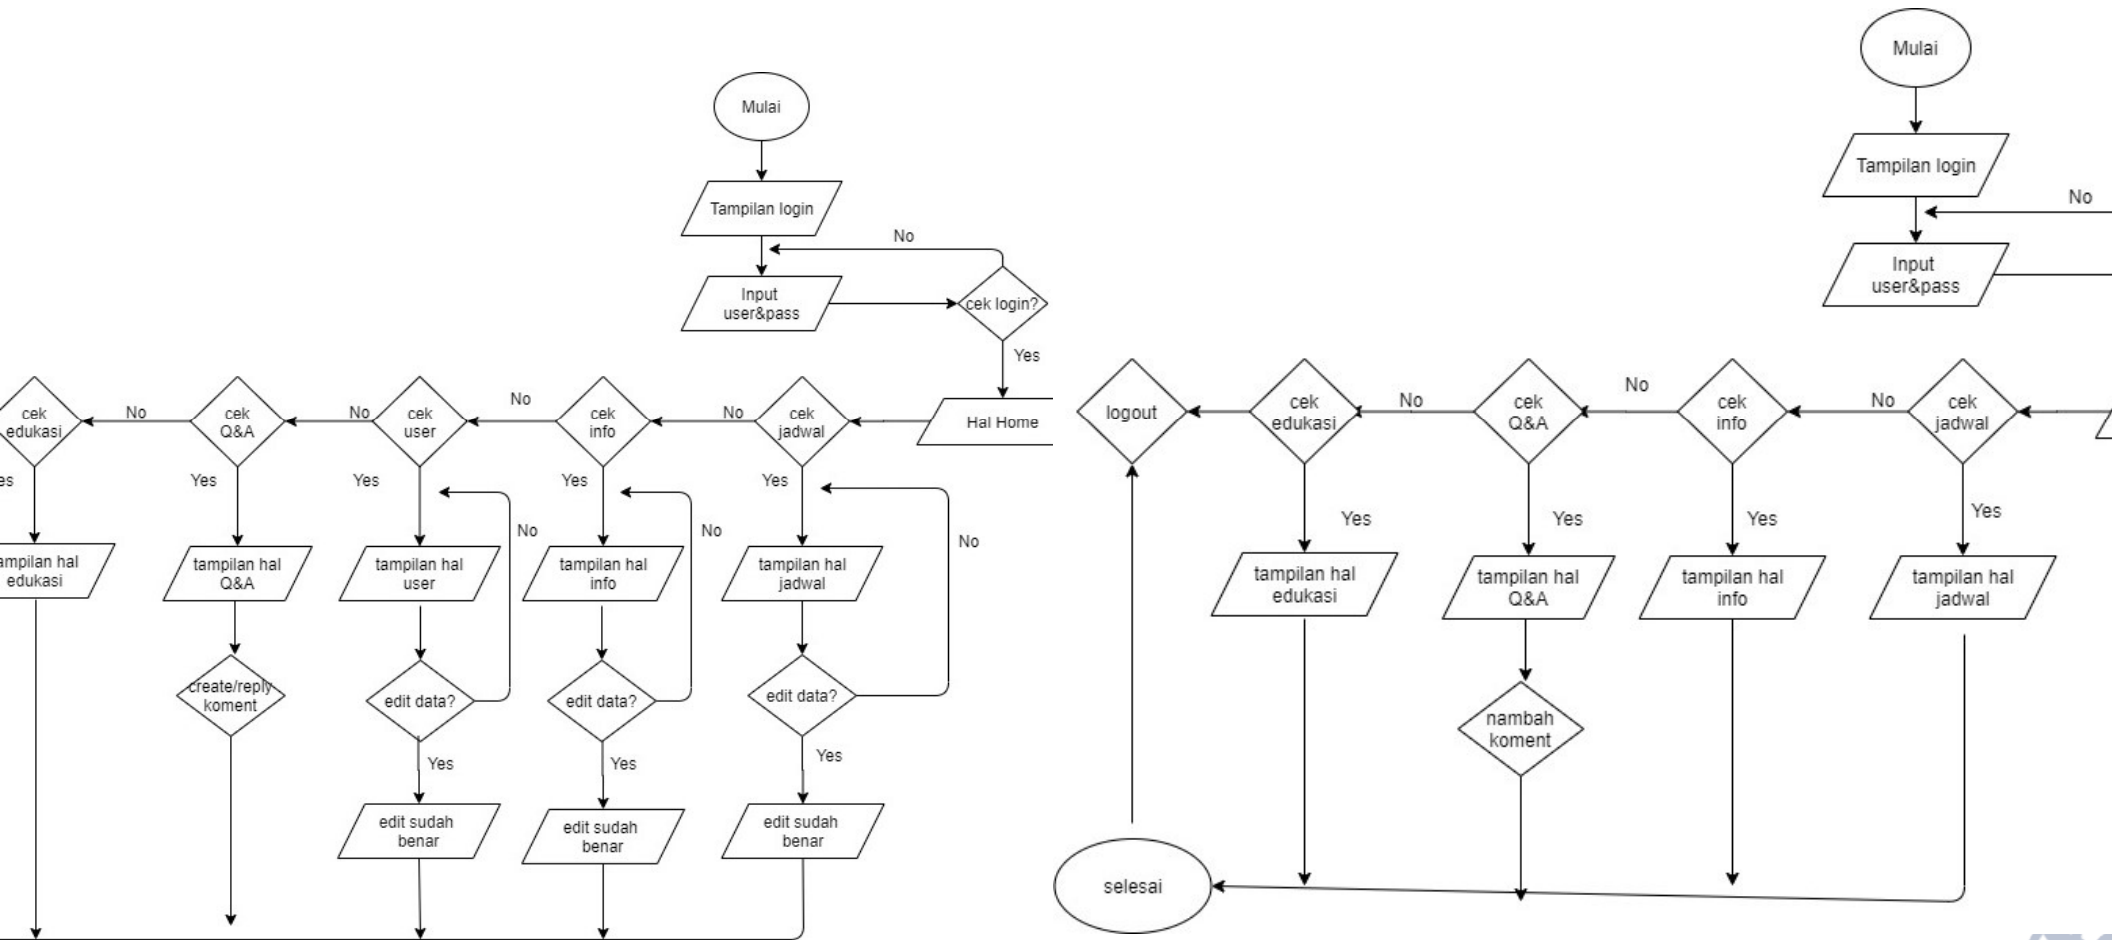 Mulai
Tampilan login
No
Input
user&pass
cek login?
Yes
Hal Home
cek
jadwal
No
cek
info
No
cek
user
No
cek
Q&A
No
cek
edukasi
Yes
Yes
Yes
Yes
es
No
No
No
tampilan hal
jadwal
tampilan hal
info
tampilan hal
user
tampilan hal
Q&A
ampilan hal
edukasi
create/reply
koment
edit data?
edit data?
edit data?
Yes
Yes
Yes
edit sudah
benar
edit sudah
benar
edit sudah
benar
Mulai
Tampilan login
No
Input
user&pass
logout
cek
edukasi
No
cek
Q&A
No
cek
info
No
cek
jadwal
Yes
Yes
Yes
Yes
tampilan hal
edukasi
tampilan hal
Q&A
tampilan hal
info
tampilan hal
jadwal
nambah
koment
selesai